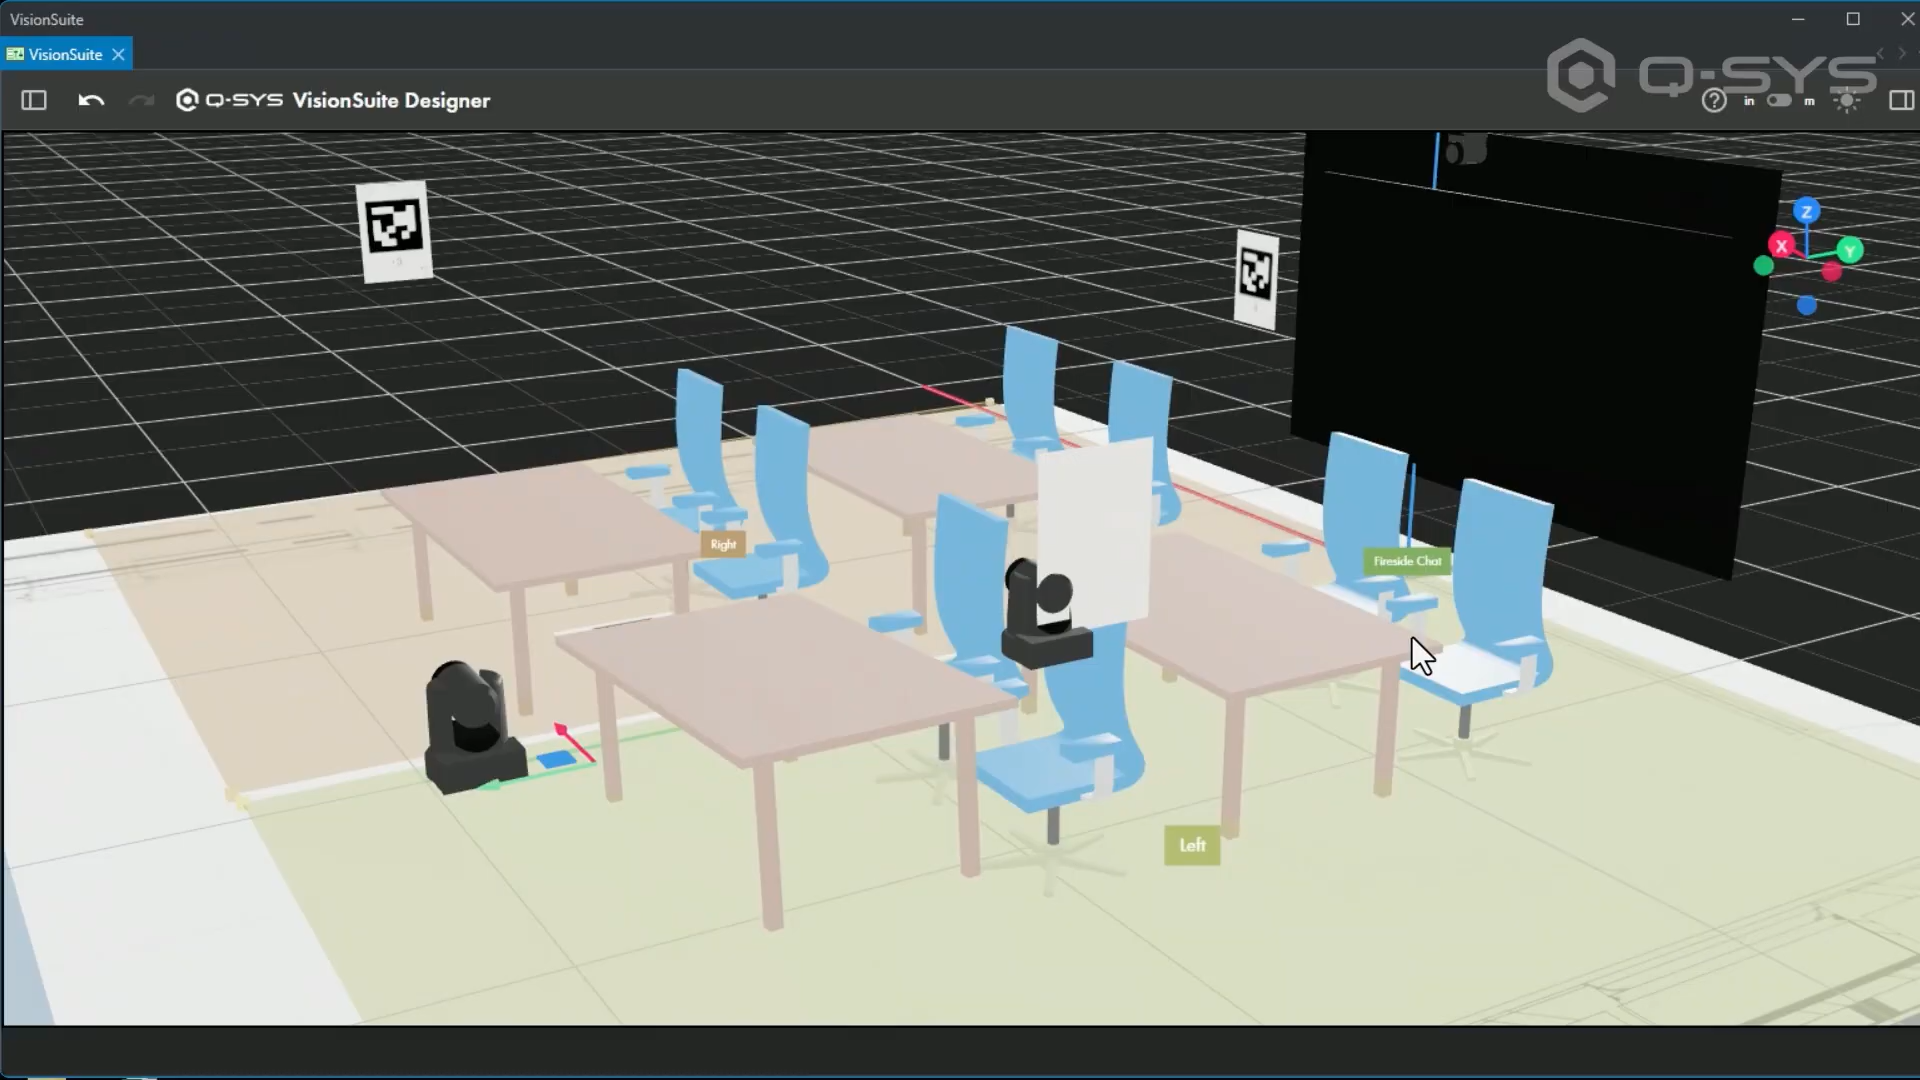 VisionSuite
VisionSuite
Q-SYS VisionSuite Designer
Q-SYS
in
m
Z
X
Y
Right
Fireside Chat
Left